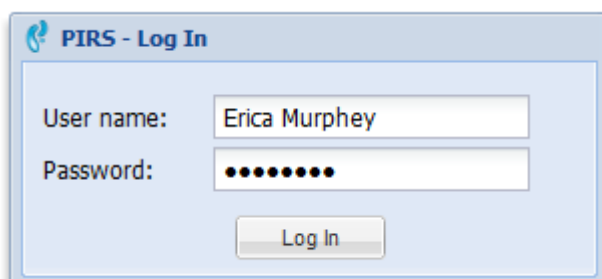 PIRS - Log In
User name: Erica Murphey
Password: ●●●●●●●●
Log In